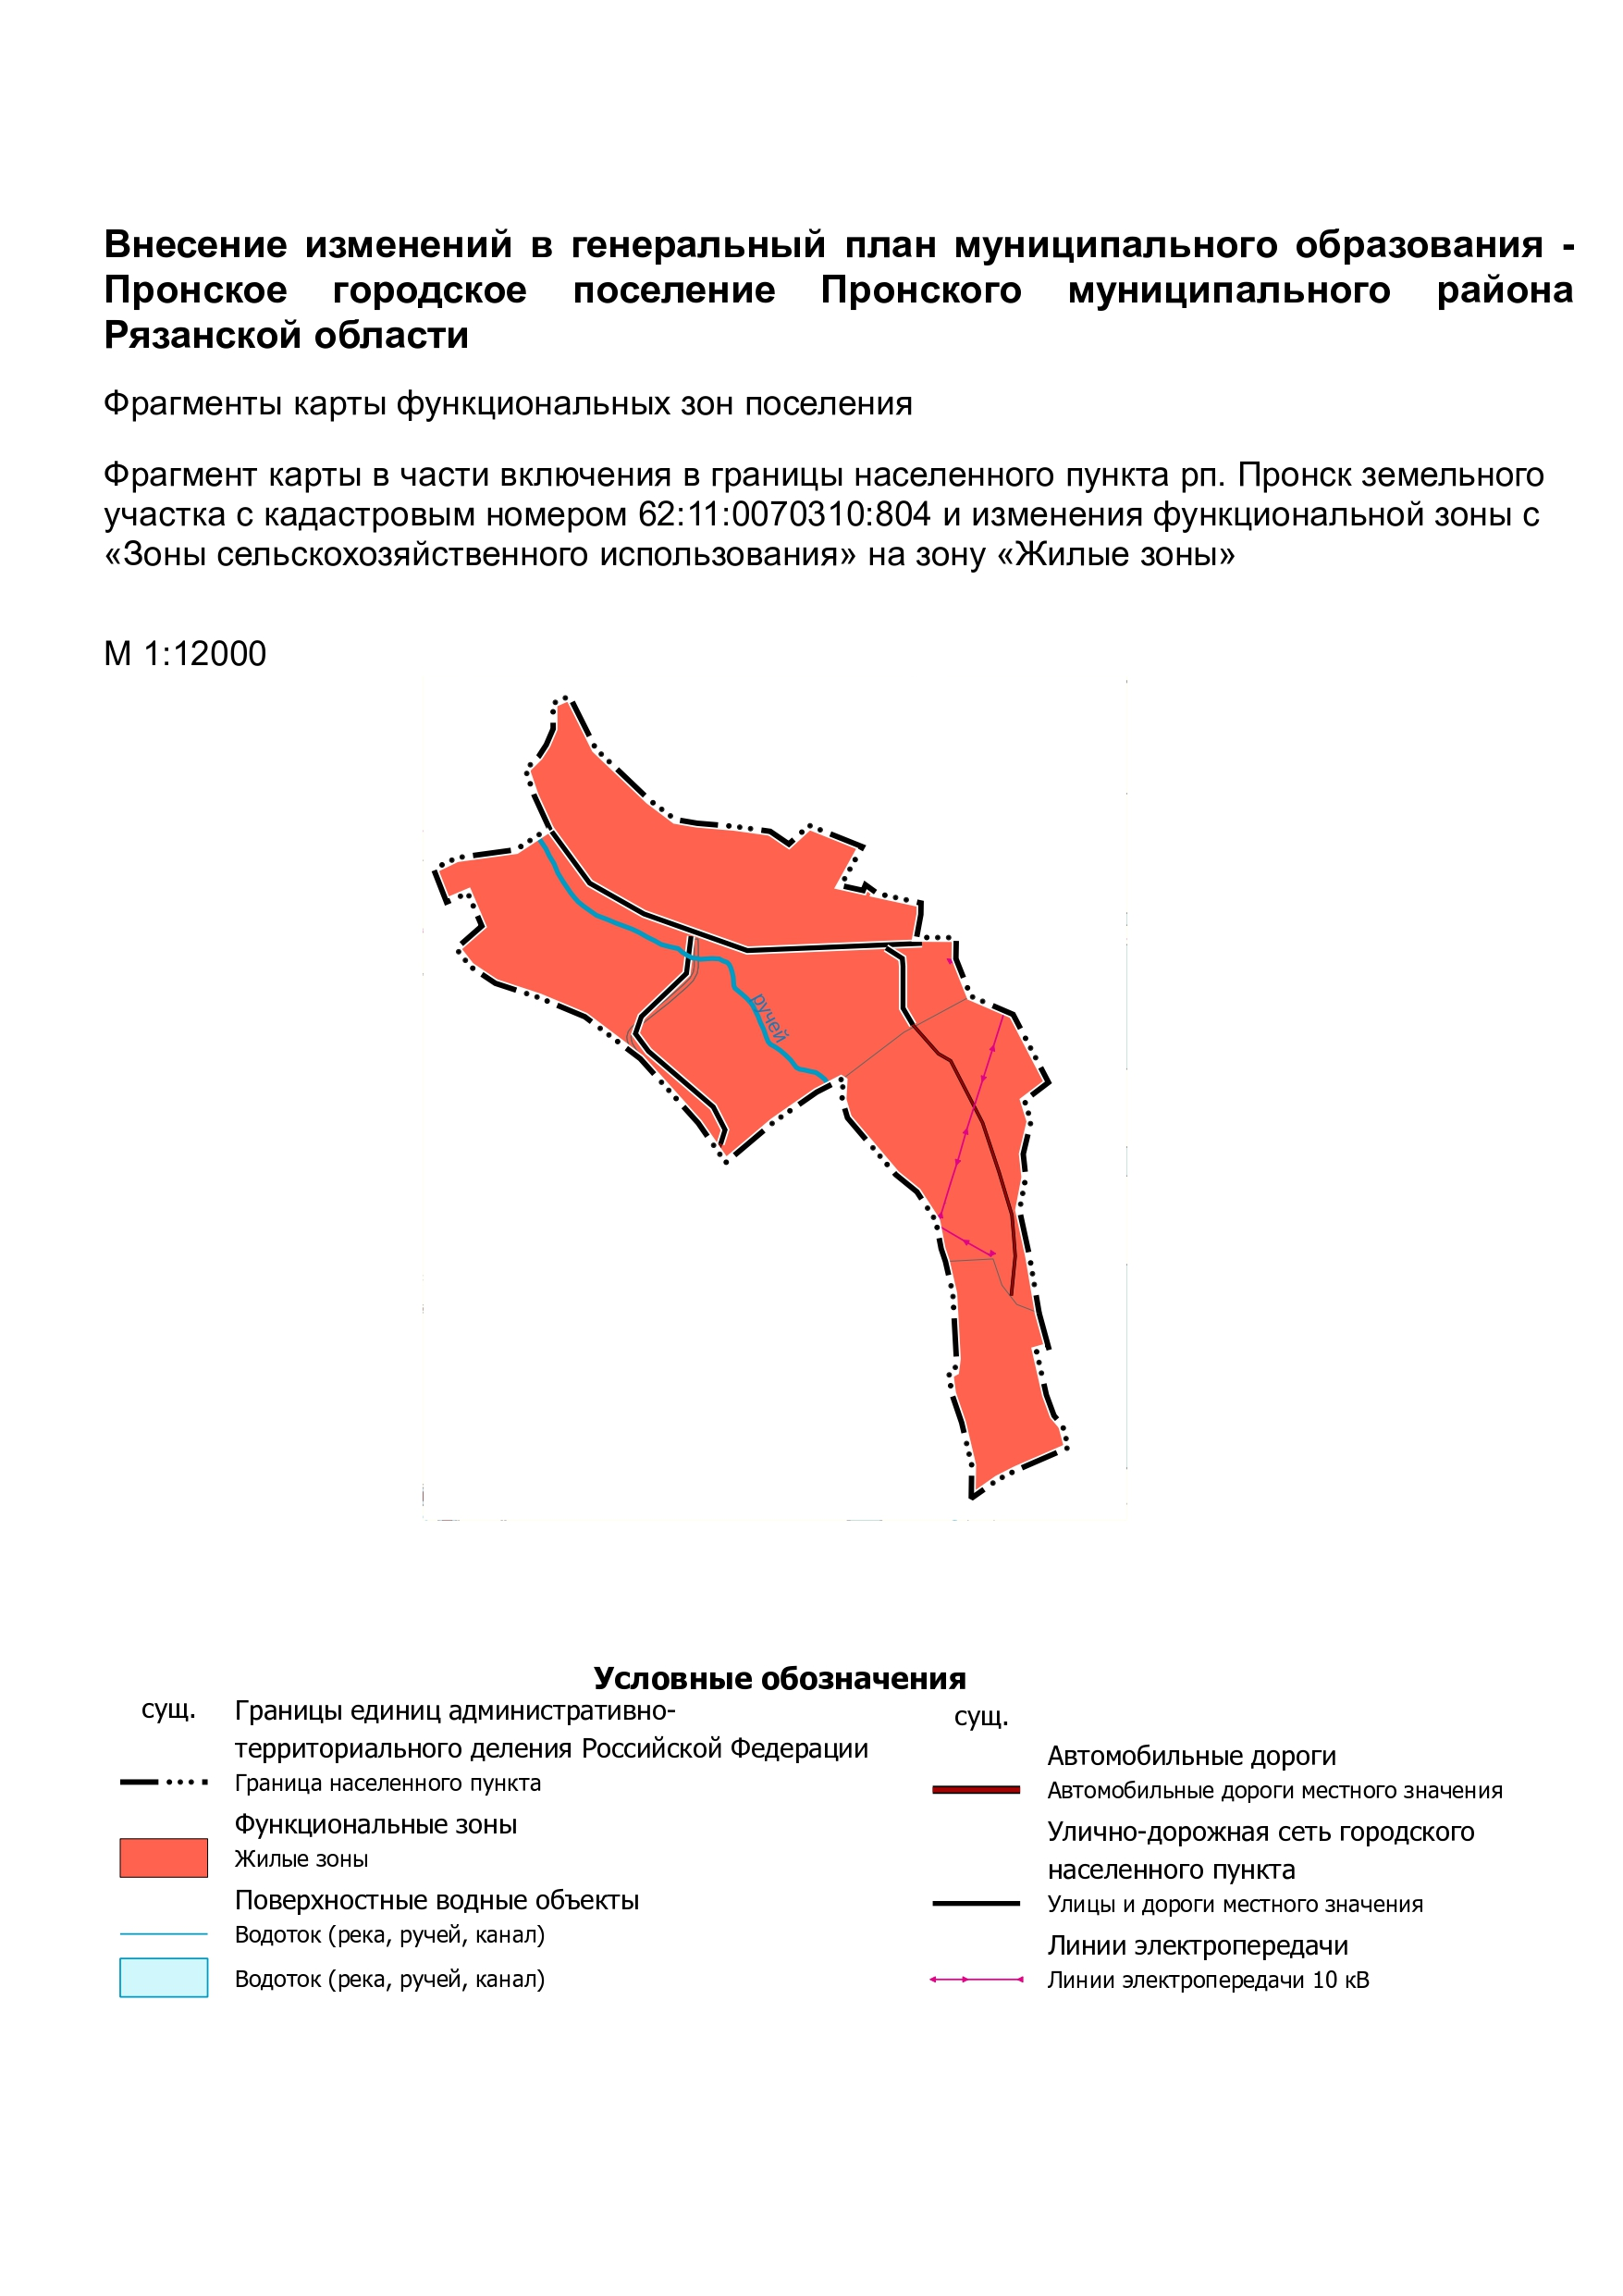 Внесение изменений в генеральный план муниципального образования -
Пронское городское поселение Пронского муниципального района
Рязанской области
Фрагменты карты функциональных зон поселения
Фрагмент карты в части включения в границы населенного пункта рп. Пронск земельного
участка с кадастровым номером 62:11:0070310:804 и изменения функциональной зоны с
«Зоны сельскохозяйственного использования» на зону «Жилые зоны»
М 1:12000
ручей
Условные обозначения
сущ.
Границы единиц административно-
территориального деления Российской Федерации
Граница населенного пункта
Функциональные зоны
Жилые зоны
Поверхностные водные объекты
Водоток (река, ручей, канал)
Водоток (река, ручей, канал)
сущ.
Автомобильные дороги
Автомобильные дороги местного значения
Улично-дорожная сеть городского
населенного пункта
Улицы и дороги местного значения
Линии электропередачи
Линии электропередачи 10 кВ